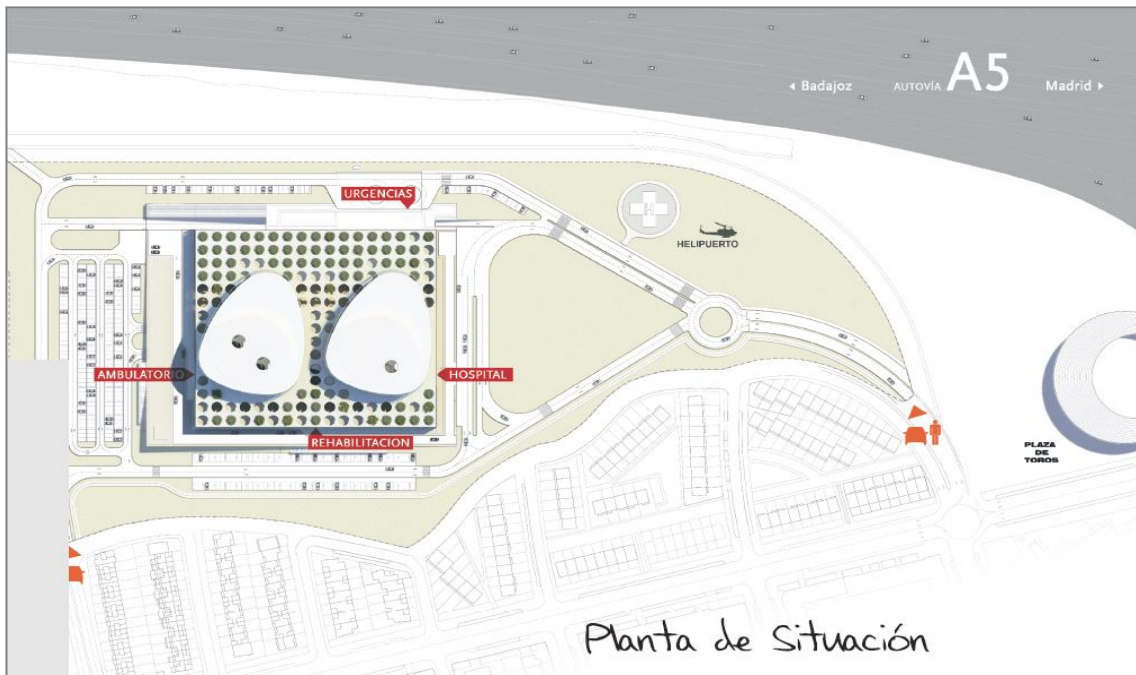 ◂ Badajoz AUTOVÍA A5 Madrid ▸
URGENCIAS
H
HELIPUERTO
AMBULATORIO
HOSPITAL
REHABILITACION
PLAZA
DE
TOROS
Planta de Situación